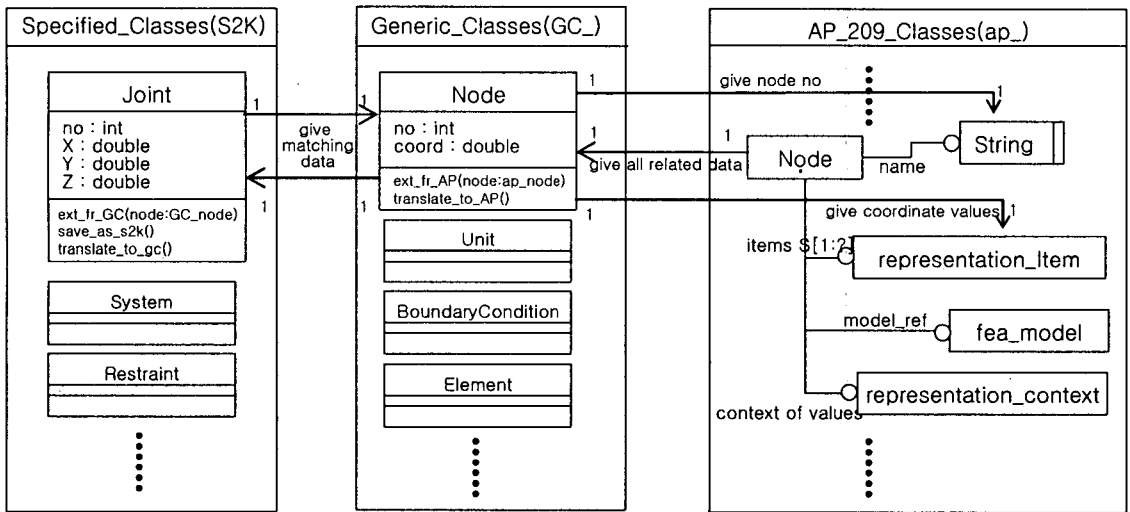 Specified_Classes(S2K)
Joint
no : int
X : double
Y : double
Z : double
ext_fr_GC(node:GC_node)
save_as_s2k()
translate_to_gc()
System
Restraint
1
1
give
matching
data
1
1
Generic_Classes(GC_)
Node
no : int
coord : double
ext_fr_AP(node:ap_node)
translate_to_AP()
Unit
BoundaryCondition
Element
1
1
1
AP_209_Classes(ap_)
give node no
1
1
give all related data
Node
name
String
give coordinate values
1
items S[1:2]
representation_Item
model_ref
fea_model
context of values
representation_context